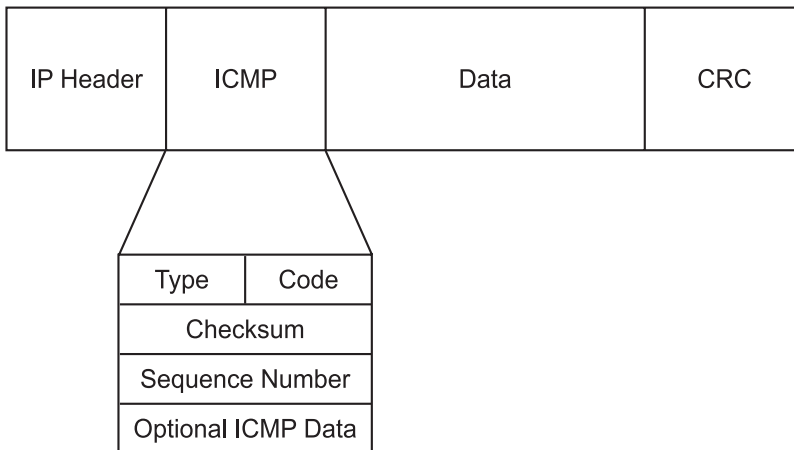 IP Header ICMP Data CRC
Type Code
Checksum
Sequence Number
Optional ICMP Data